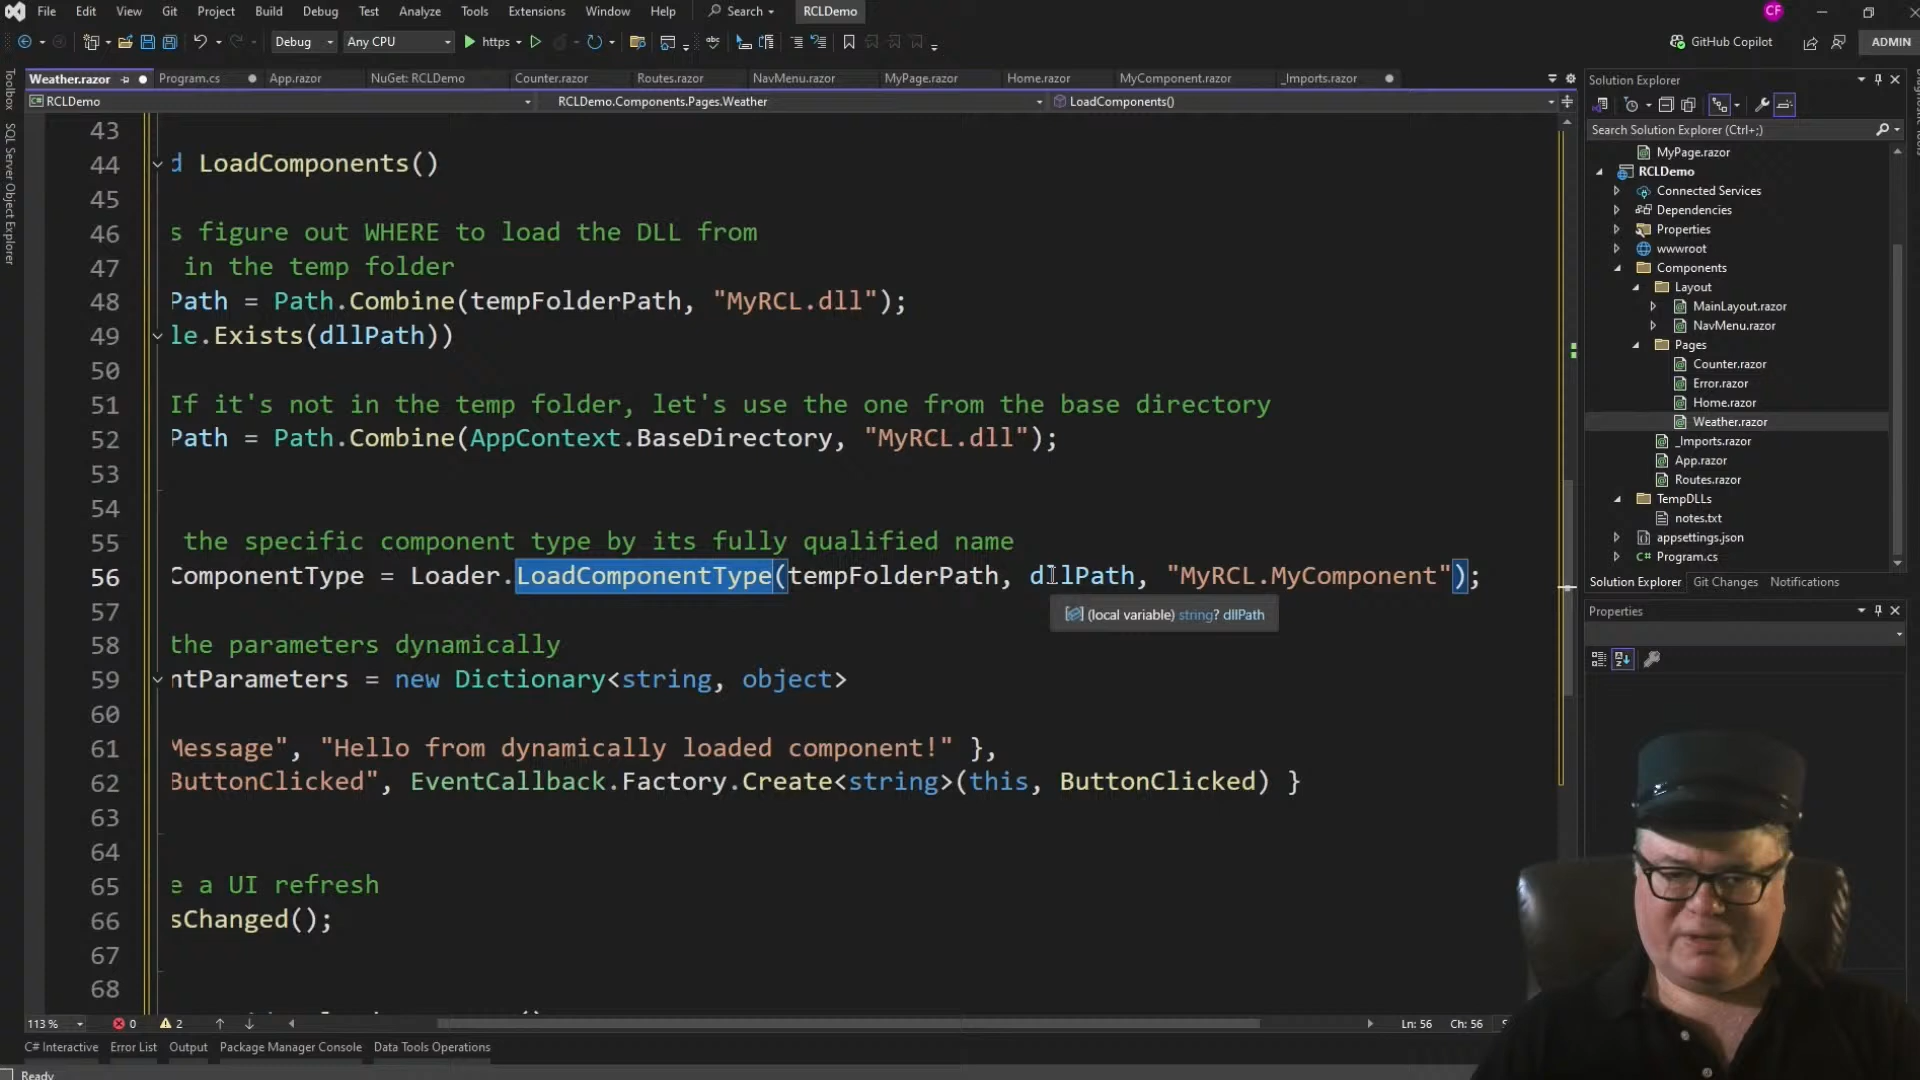 File Edit View Git Project Build Debug Test Analyze Tools Extensions Window Help Search RCLDemo CF
Debug Any CPU https GitHub Copilot ADMIN
Weather.razor Program.cs App.razor NuGet: RCLDemo Counter.razor Routes.razor NavMenu.razor MyPage.razor Home.razor MyComponent.razor _Imports.razor
RCLDemo RCLDemo.Components.Pages.Weather LoadComponents()
Toolbox
SQL Server Object Explorer
43
44 d LoadComponents()
45
46 s figure out WHERE to load the DLL from
47 in the temp folder
48 Path = Path.Combine(tempFolderPath, "MyRCL.dll");
49 le.Exists(dllPath))
50
51 If it's not in the temp folder, let's use the one from the base directory
52 Path = Path.Combine(AppContext.BaseDirectory, "MyRCL.dll");
53
54
55 the specific component type by its fully qualified name
56 ComponentType = Loader.LoadComponentType(tempFolderPath, dllPath, "MyRCL.MyComponent");
(local variable) string? dllPath
57
58 the parameters dynamically
59 ntParameters = new Dictionary<string, object>
60
61 Message", "Hello from dynamically loaded component!" },
62 ButtonClicked", EventCallback.Factory.Create<string>(this, ButtonClicked) }
63
64
65 e a UI refresh
66 sChanged();
67
68
113 % 0 2 Ln: 56 Ch: 56
C# Interactive Error List Output Package Manager Console Data Tools Operations
Ready
Solution Explorer
Search Solution Explorer (Ctrl+;)
MyPage.razor
RCLDemo
Connected Services
Dependencies
Properties
wwwroot
Components
Layout
MainLayout.razor
NavMenu.razor
Pages
Counter.razor
Error.razor
Home.razor
Weather.razor
_Imports.razor
App.razor
Routes.razor
TempDLLs
notes.txt
appsettings.json
Program.cs
Solution Explorer Git Changes Notifications
Properties